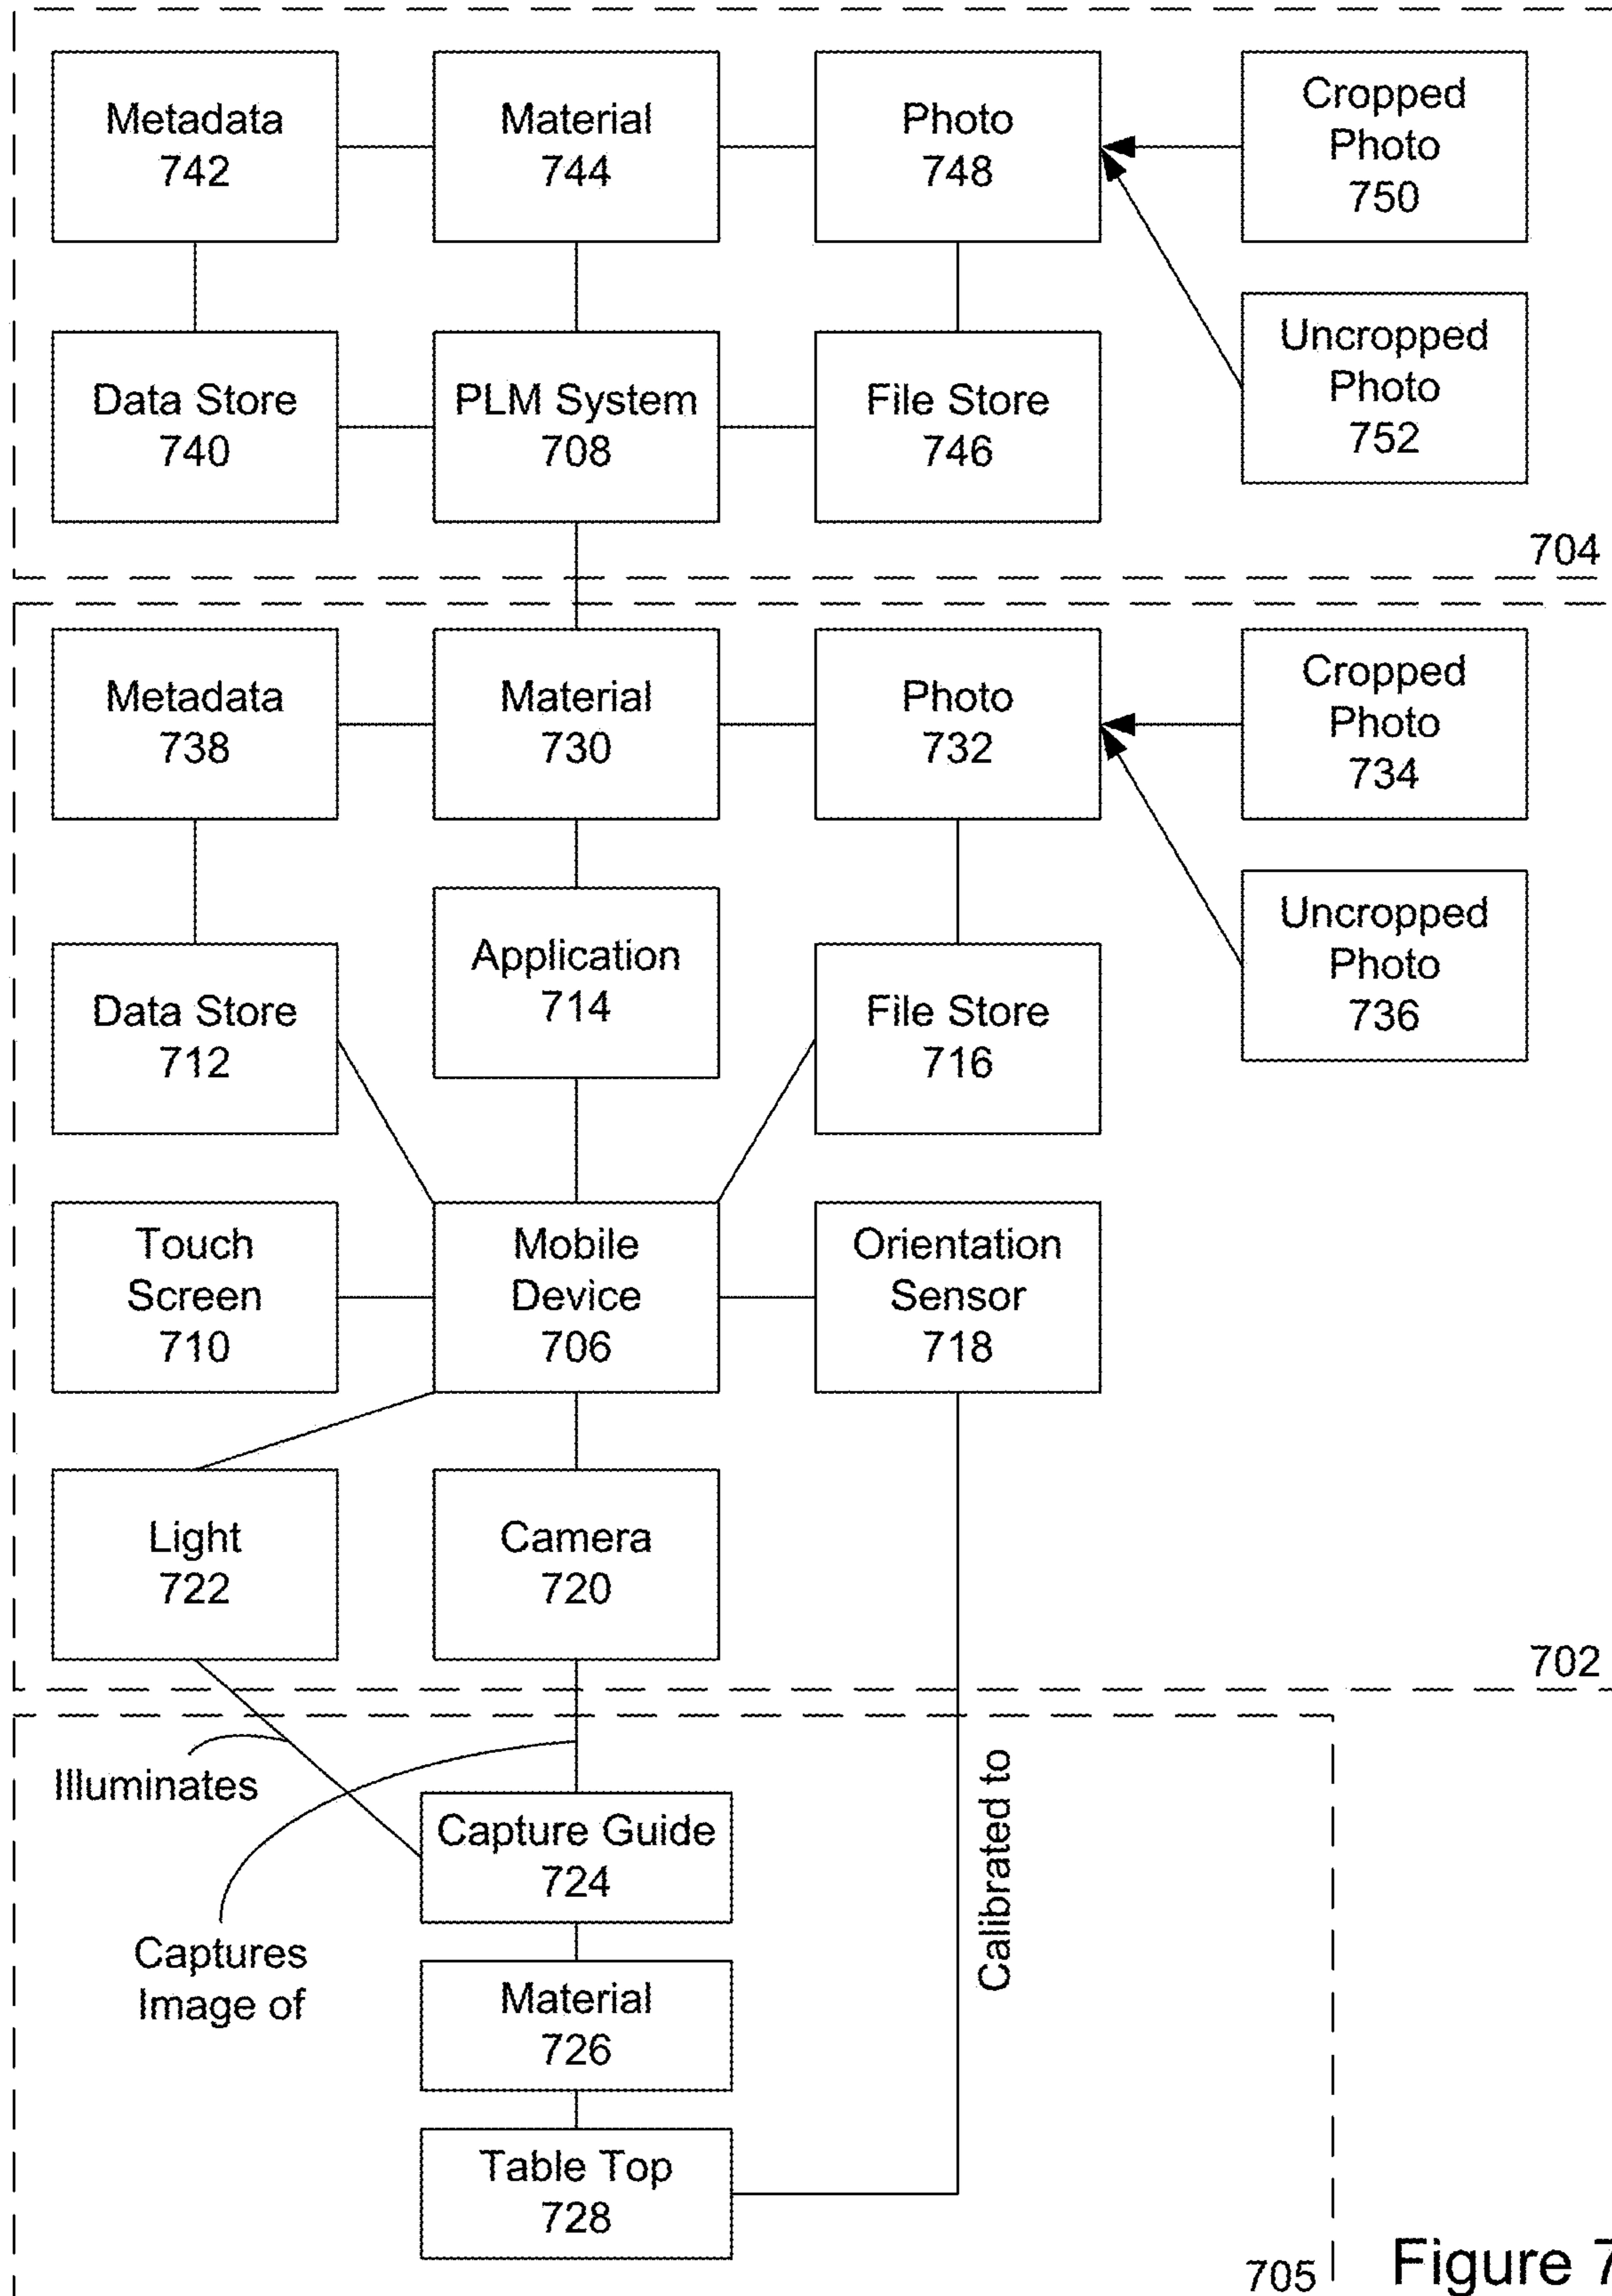 Metadata
742
Material
744
Photo
748
Cropped
Photo
750
Data Store
740
PLM System
708
File Store
746
Uncropped
Photo
752
704
Metadata
738
Material
730
Photo
732
Cropped
Photo
734
Data Store
712
Application
714
File Store
716
Uncropped
Photo
736
Touch
Screen
710
Mobile
Device
706
Orientation
Sensor
718
Light
722
Camera
720
702
Illuminates
Captures
Image of
Capture Guide
724
Calibrated to
Material
726
Table Top
728
705
Figure 7